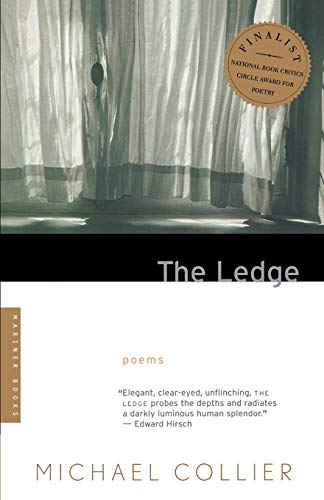 FINALIST
NATIONAL BOOK CRITICS
CIRCLE AWARD FOR
POETRY
The Ledge
MARINER BOOKS
poems
"Elegant, clear-eyed, unflinching, THE
LEDGE probes the depths and radiates
a darkly luminous human splendor."
— Edward Hirsch
MICHAEL COLLIER